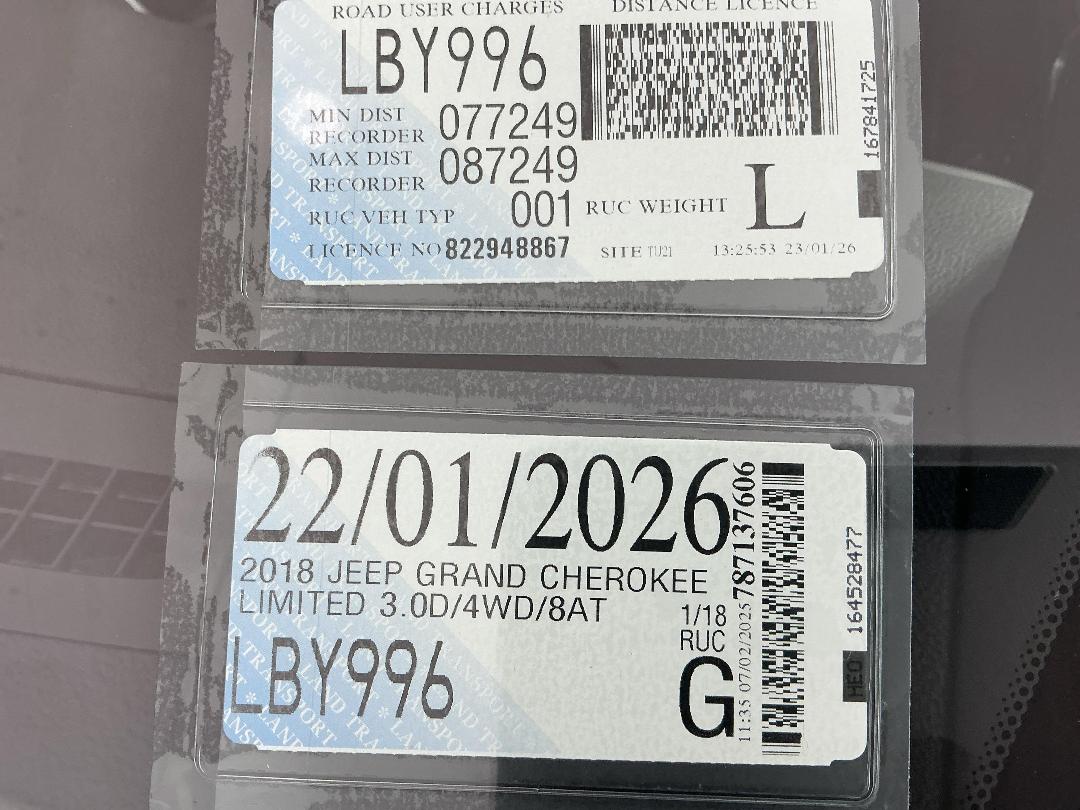 ROAD USER CHARGES DISTANCE LICENCE
LBY996
MIN DIST
RECORDER 077249
MAX DIST
RECORDER 087249
RUC VEH TYP 001 RUC WEIGHT L
LICENCE NO 822948867 SITE TU21 13:25:53 23/01/26
167841725
22/01/2026
2018 JEEP GRAND CHEROKEE
LIMITED 3.0D/4WD/8AT
1/18
RUC
LBY996
G
11:35 07/02/2025 787137606
164528477
HEO